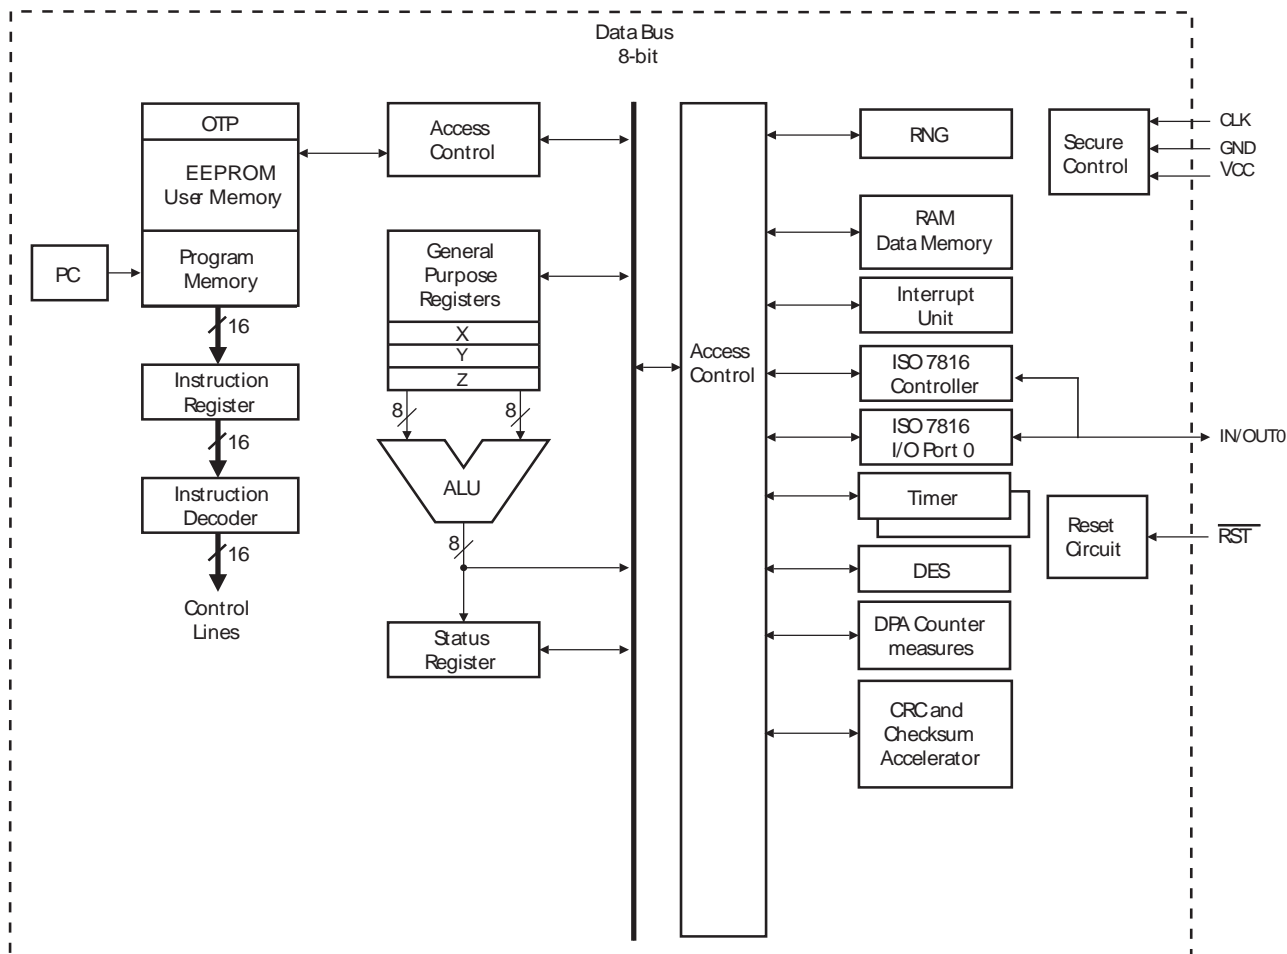 Data Bus
8-bit
OTP
EEPROM
User Memory
Program
Memory
PC
16
Instruction
Register
16
Instruction
Decoder
16
Control
Lines
Access
Control
General
Purpose
Registers
X
Y
Z
8
8
ALU
8
Status
Register
Access
Control
RNG
RAM
Data Memory
Interrupt
Unit
ISO 7816
Controller
ISO 7816
I/O Port 0
Timer
DES
DPA Counter
measures
CRC and
Checksum
Accelerator
Secure
Control
CLK
GND
VCC
IN/OUT0
Reset
Circuit
RST